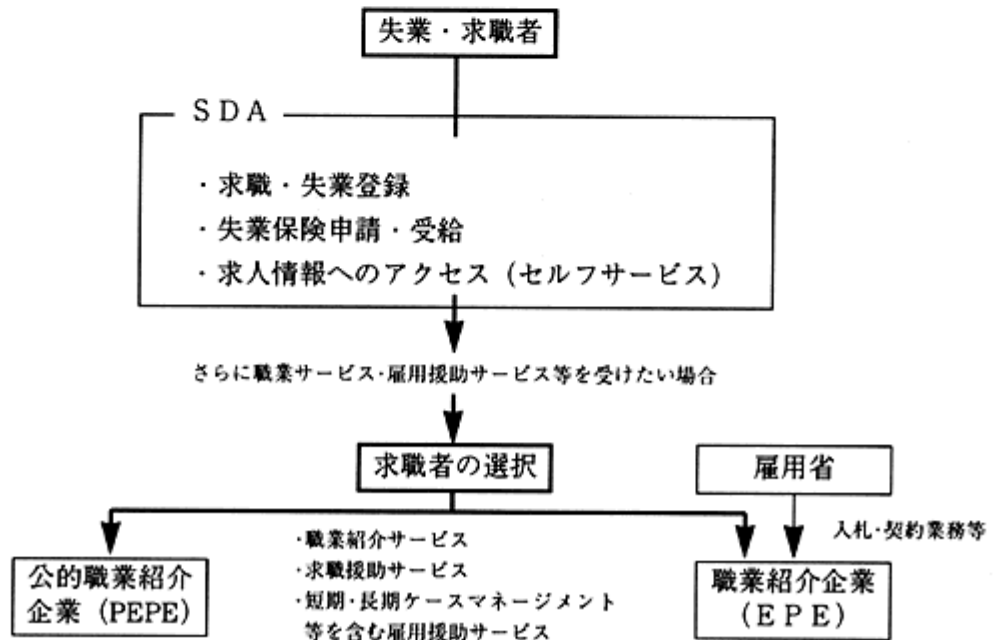 失業・求職者
SDA
・求職・失業登録
・失業保険申請・受給
・求人情報へのアクセス（セルフサービス）
さらに職業サービス・雇用援助サービス等を受けたい場合
求職者の選択
雇用省
入札・契約業務等
・職業紹介サービス
・求職援助サービス
・短期・長期ケースマネージメント
等を含む雇用援助サービス
公的職業紹介
企業（PEPE）
職業紹介企業
（EPE）